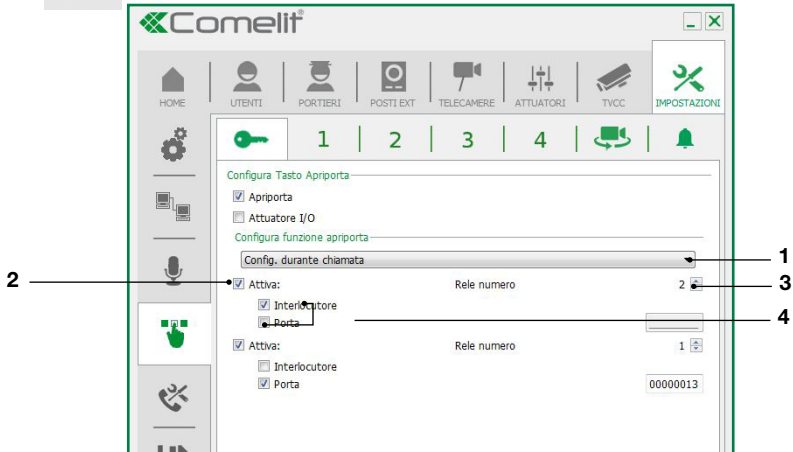 Comelit
HOME UTENTI PORTIERI POSTI EXT TELECAMERE ATTUATORI TVCC IMPOSTAZIONI
1 2 3 4
Configura Tasto Apriporta
Apriporta
Attuatore I/O
Configura funzione apriporta
Config. durante chiamata 1
2 Attiva: Rele numero 2 3
Interlocutore
Porta 4
Attiva: Rele numero 1
Interlocutore
Porta 00000013